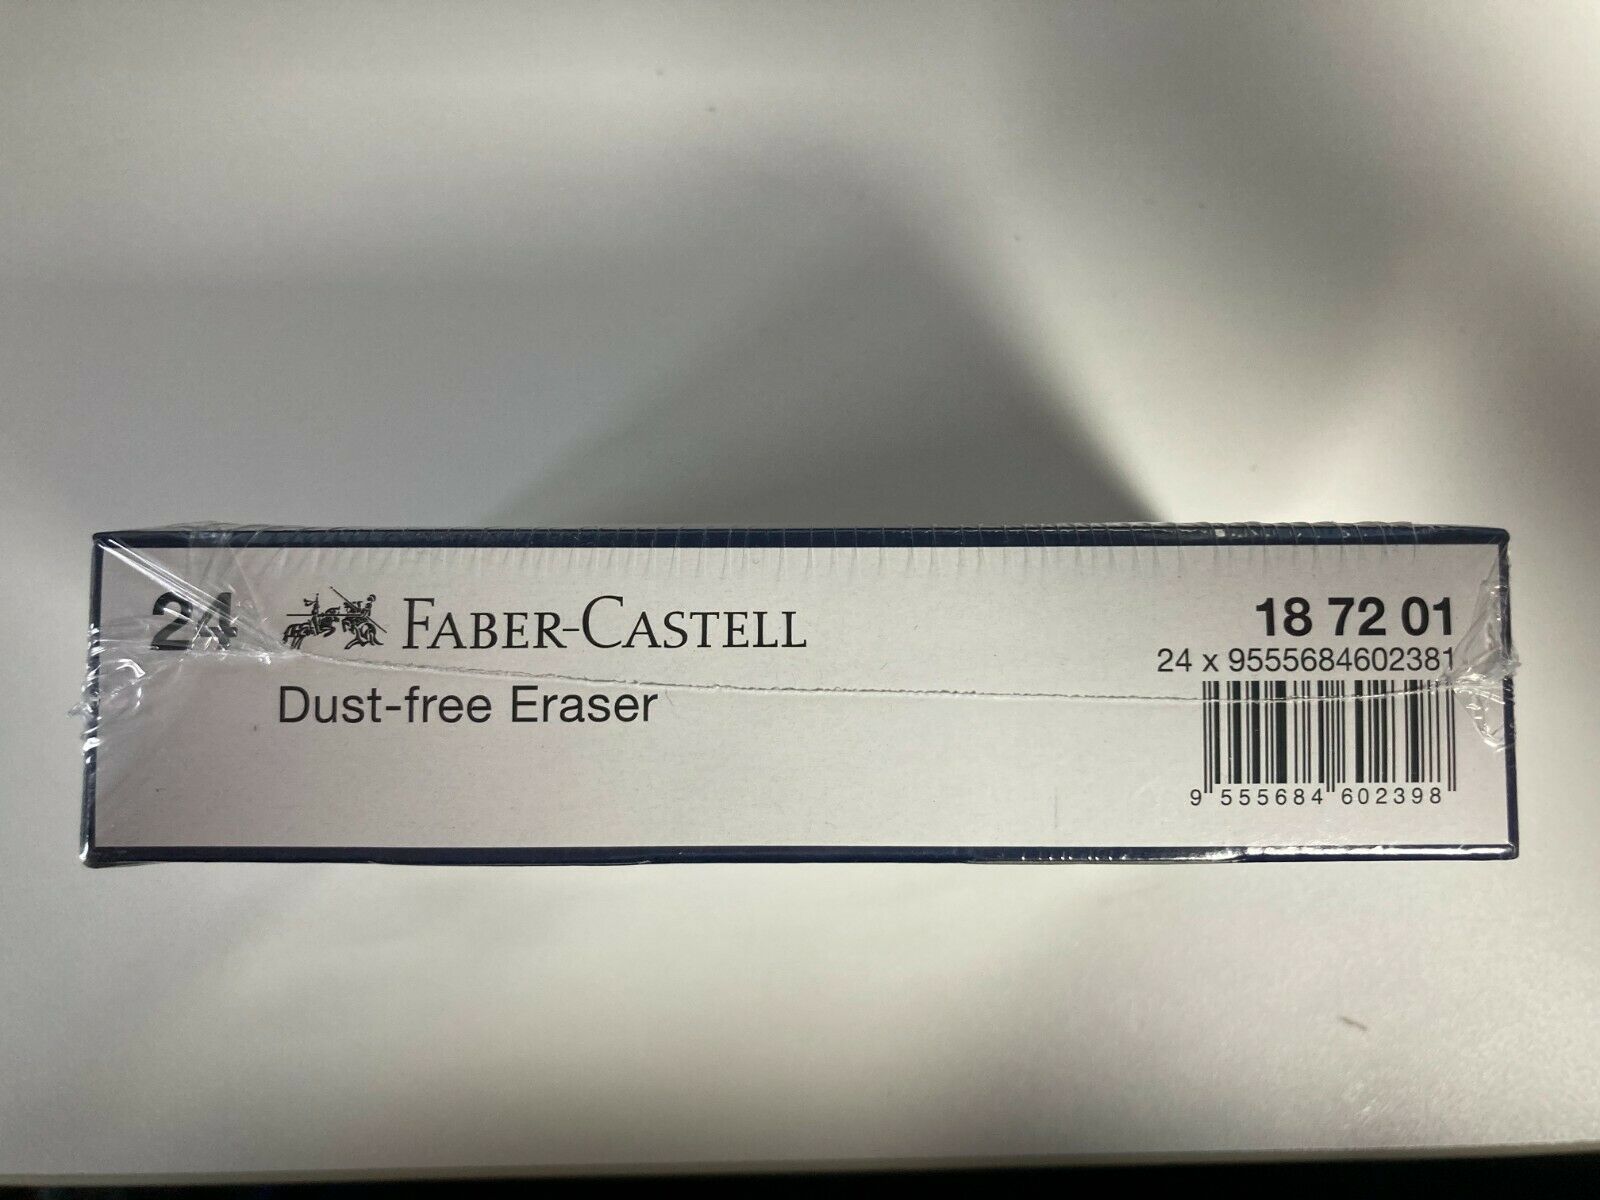 24 FABER-CASTELL
Dust-free Eraser
18 72 01
24 x 9555684602381
9 555684 602398